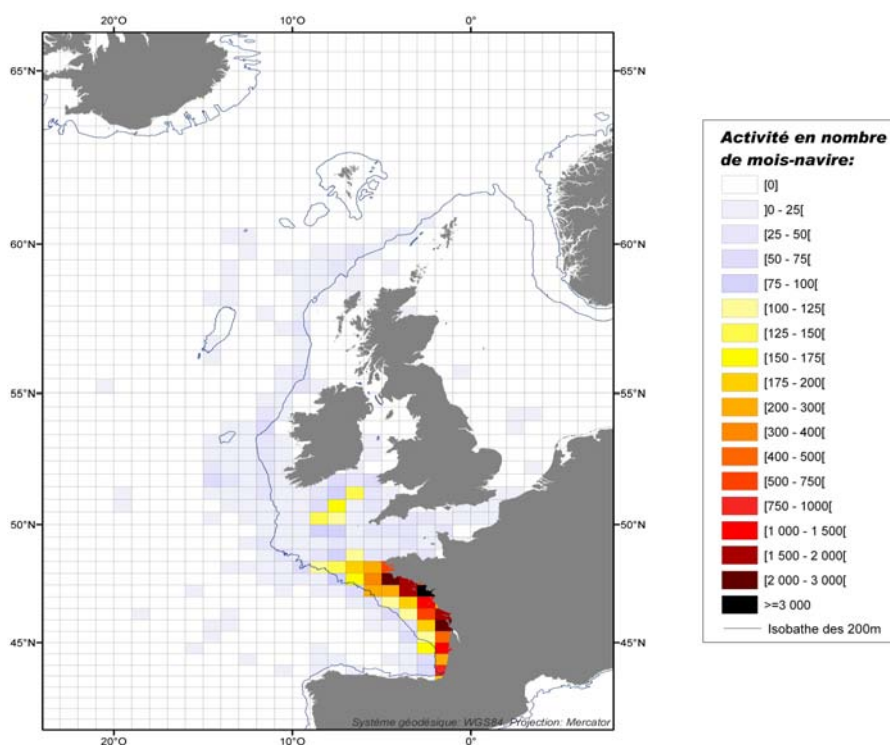 20°O 10°O 0°
65°N 65°N
60°N 60°N
55°N 55°N
50°N 50°N
45°N 45°N
Système géodésique: WGS84, Projection: Mercator
20°O 10°O 0°
Activité en nombre
de mois-navire:
[0]
]0 - 25[
[25 - 50[
[50 - 75[
[75 - 100[
[100 - 125[
[125 - 150[
[150 - 175[
[175 - 200[
[200 - 300[
[300 - 400[
[400 - 500[
[500 - 750[
[750 - 1000[
[1 000 - 1 500[
[1 500 - 2 000[
[2 000 - 3 000[
>=3 000
Isobathe des 200m